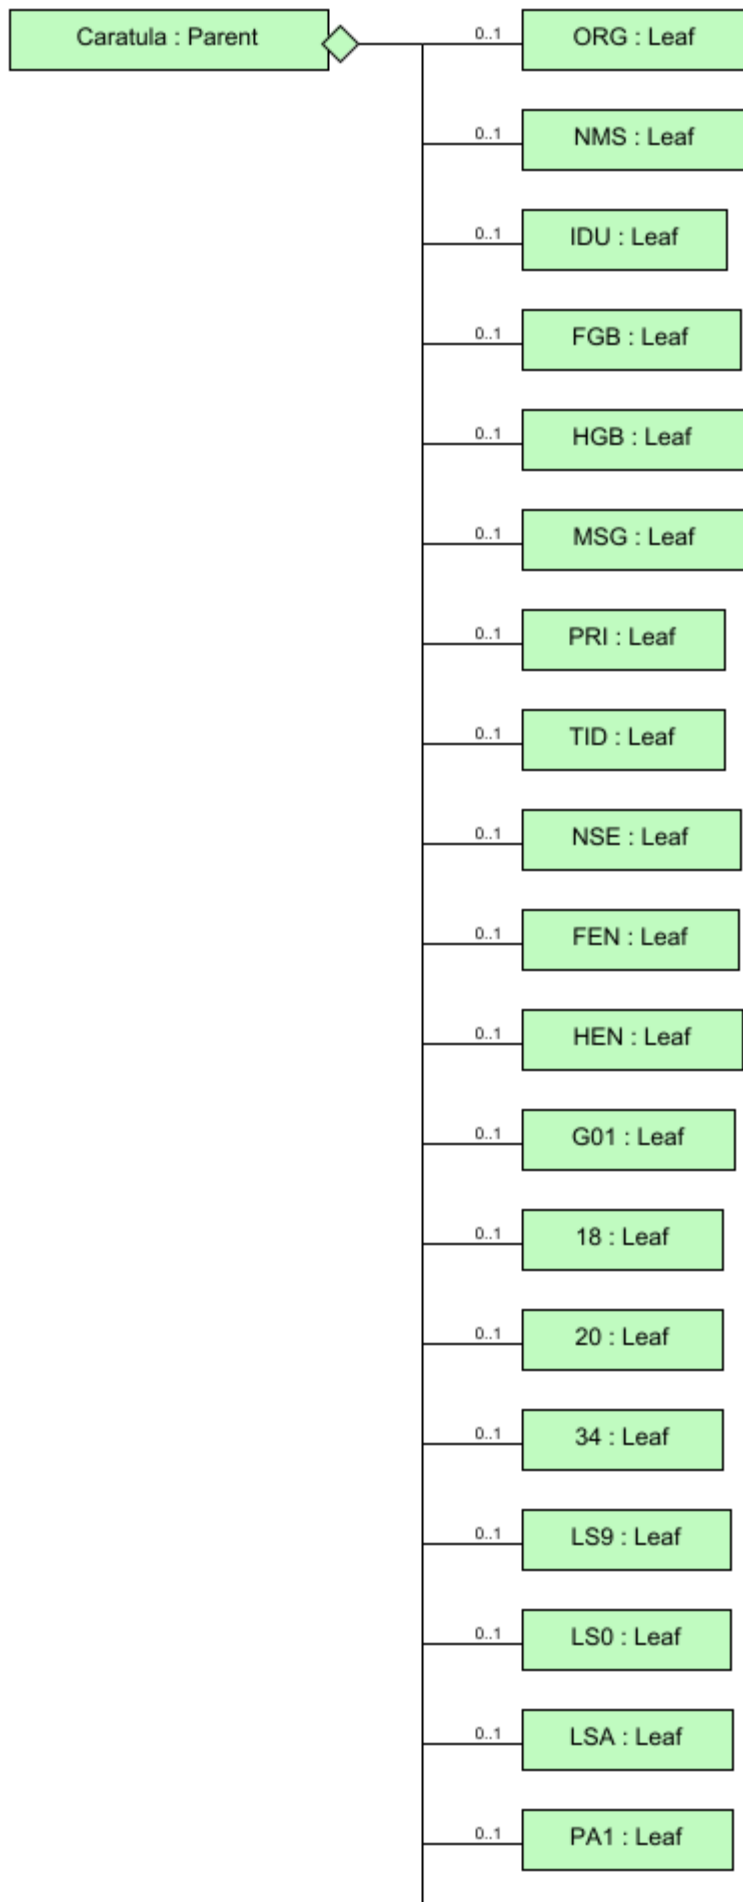 Caratula : Parent
0..1
ORG : Leaf
0..1
NMS : Leaf
0..1
IDU : Leaf
0..1
FGB : Leaf
0..1
HGB : Leaf
0..1
MSG : Leaf
0..1
PRI : Leaf
0..1
TID : Leaf
0..1
NSE : Leaf
0..1
FEN : Leaf
0..1
HEN : Leaf
0..1
G01 : Leaf
0..1
18 : Leaf
0..1
20 : Leaf
0..1
34 : Leaf
0..1
LS9 : Leaf
0..1
LS0 : Leaf
0..1
LSA : Leaf
0..1
PA1 : Leaf